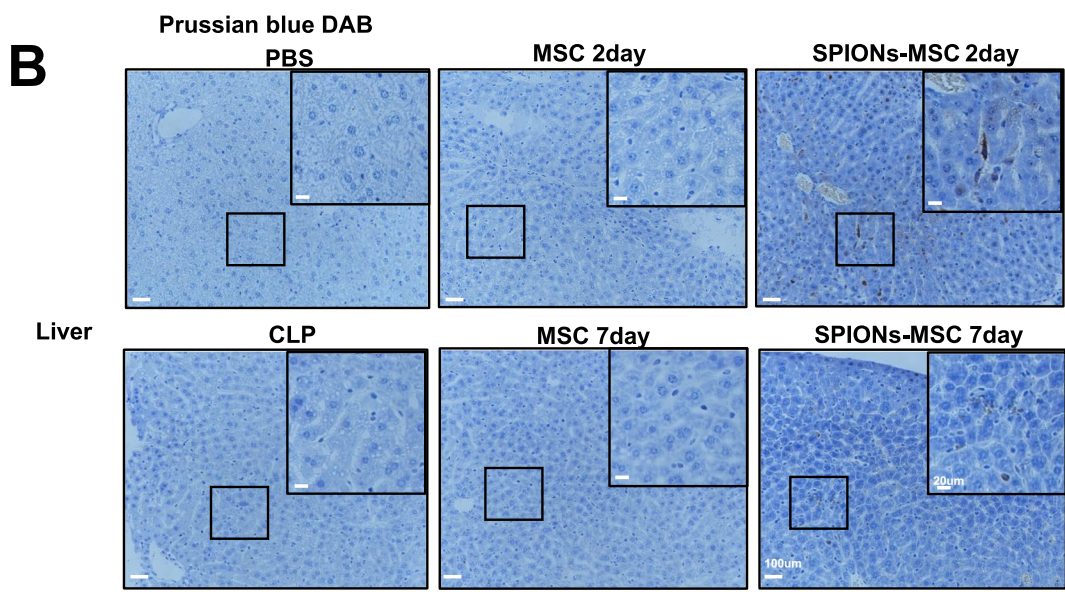 Prussian blue DAB
B
PBS
MSC 2day
SPIONs-MSC 2day
Liver
CLP
MSC 7day
SPIONs-MSC 7day
20um
100um